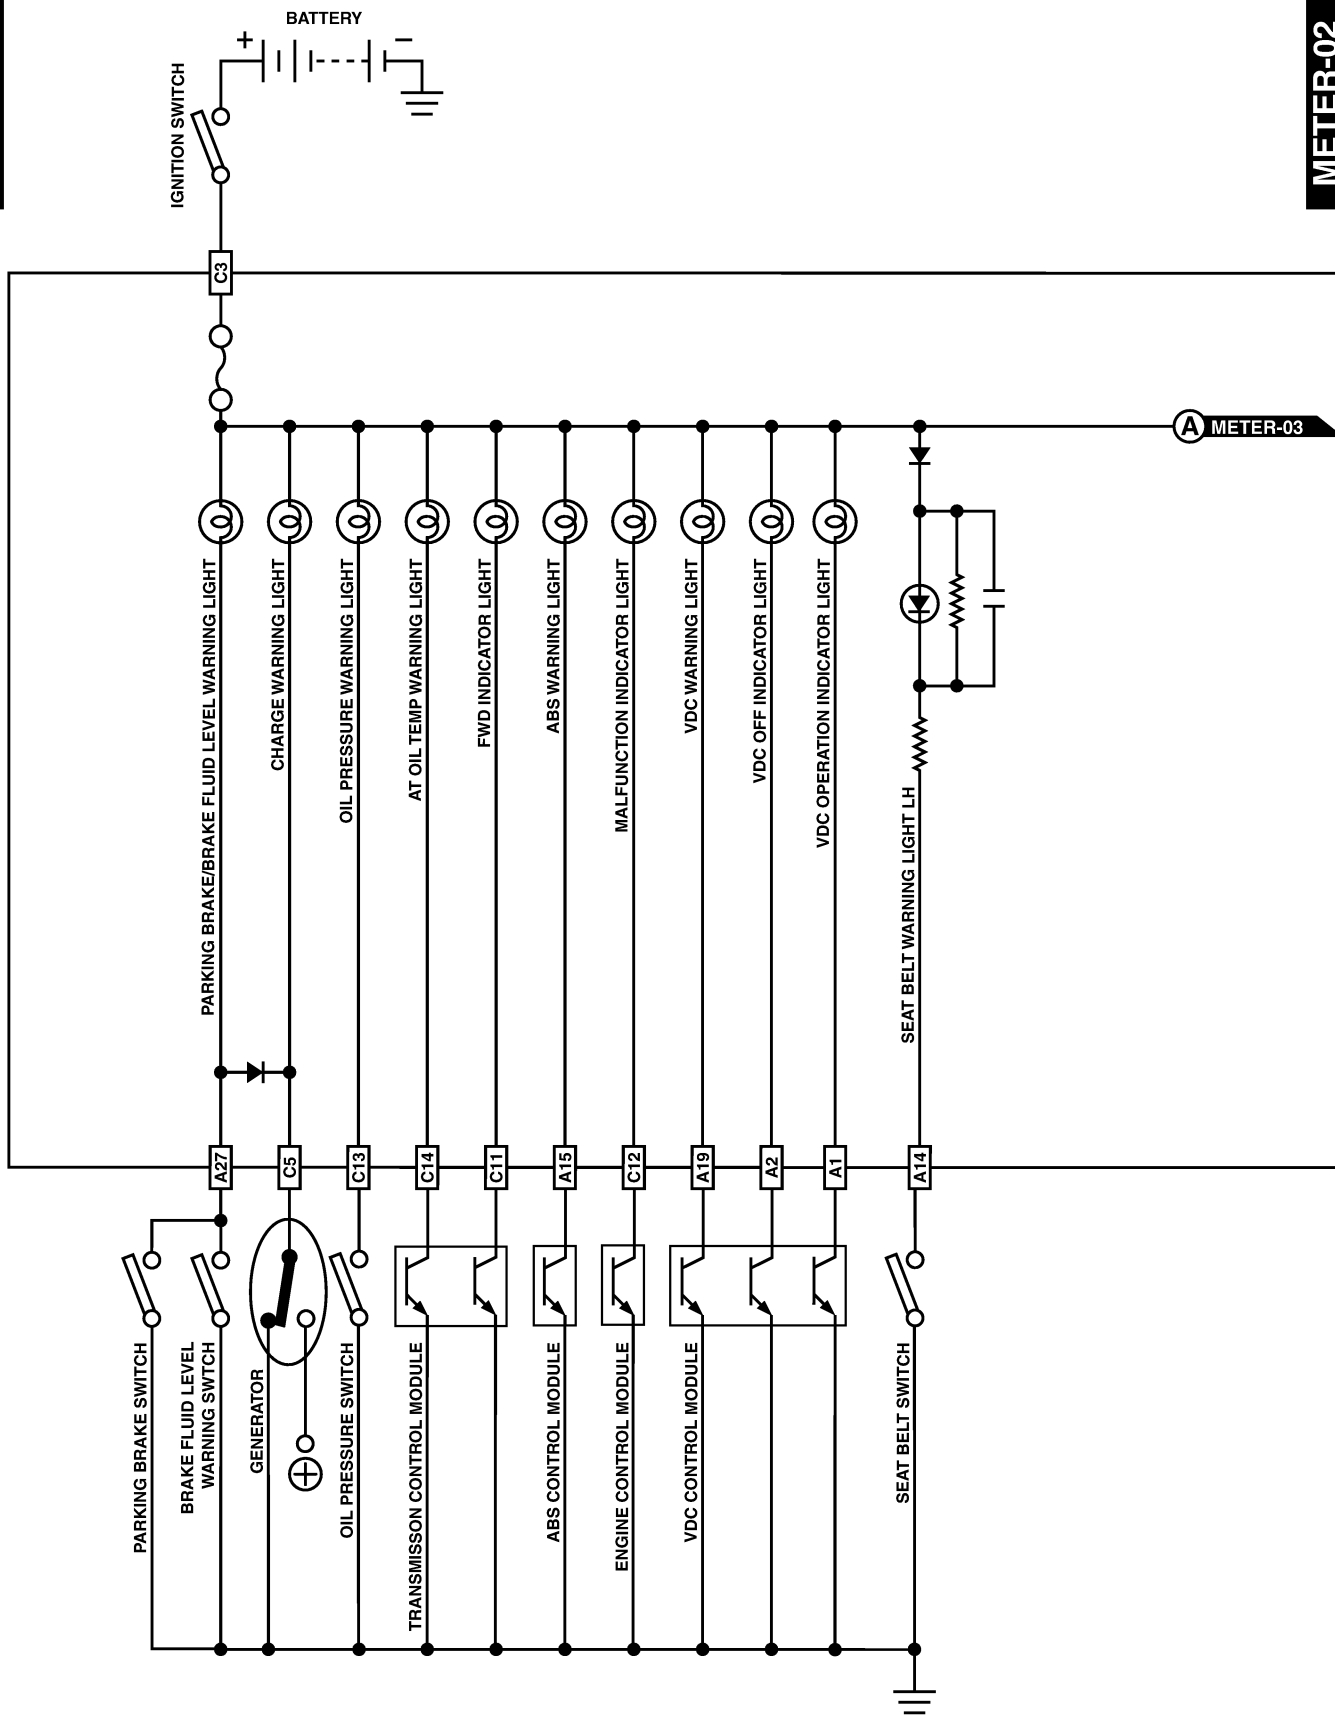 BATTERY
+
−
METER-02
IGNITION SWITCH
C3
A METER-03
PARKING BRAKE/BRAKE FLUID LEVEL WARNING LIGHT
CHARGE WARNING LIGHT
OIL PRESSURE WARNING LIGHT
AT OIL TEMP WARNING LIGHT
FWD INDICATOR LIGHT
ABS WARNING LIGHT
MALFUNCTION INDICATOR LIGHT
VDC WARNING LIGHT
VDC OFF INDICATOR LIGHT
VDC OPERATION INDICATOR LIGHT
SEAT BELT WARNING LIGHT LH
A27
C5
C13
C14
C11
A15
C12
A19
A2
A1
A14
PARKING BRAKE SWITCH
BRAKE FLUID LEVEL
WARNING SWTCH
GENERATOR
+
OIL PRESSURE SWITCH
TRANSMISSON CONTROL MODULE
ABS CONTROL MODULE
ENGINE CONTROL MODULE
VDC CONTROL MODULE
SEAT BELT SWITCH